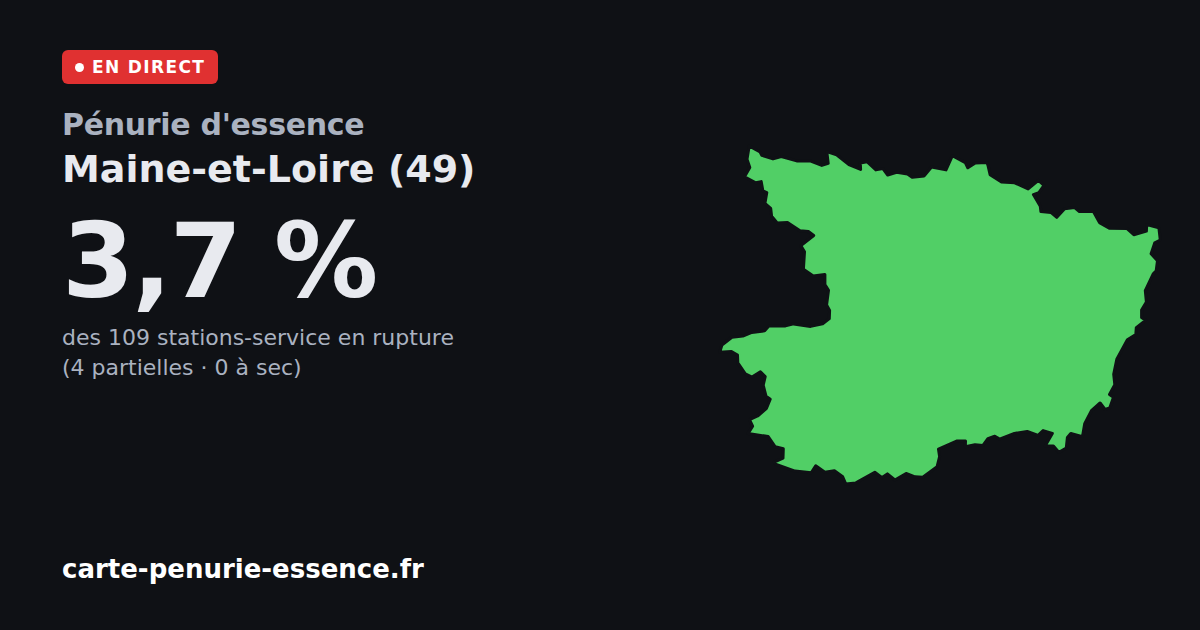 EN DIRECT
Pénurie d'essence
Maine-et-Loire (49)
3,7 %
des 109 stations-service en rupture
(4 partielles · 0 à sec)
carte-penurie-essence.fr